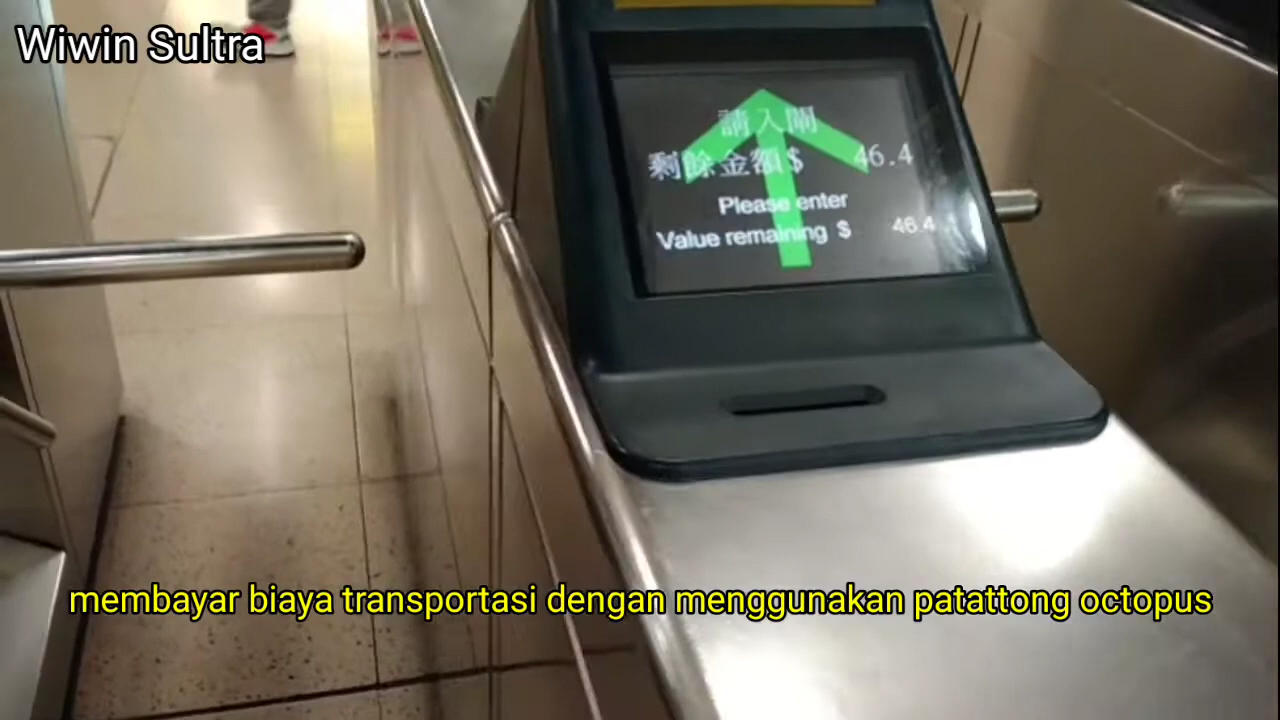 Wiwin Sultra
請入閘
剩餘金額$ 46.4
Please enter
Value remaining $ 46.4
membayar biaya transportasi dengan menggunakan patattong octopus